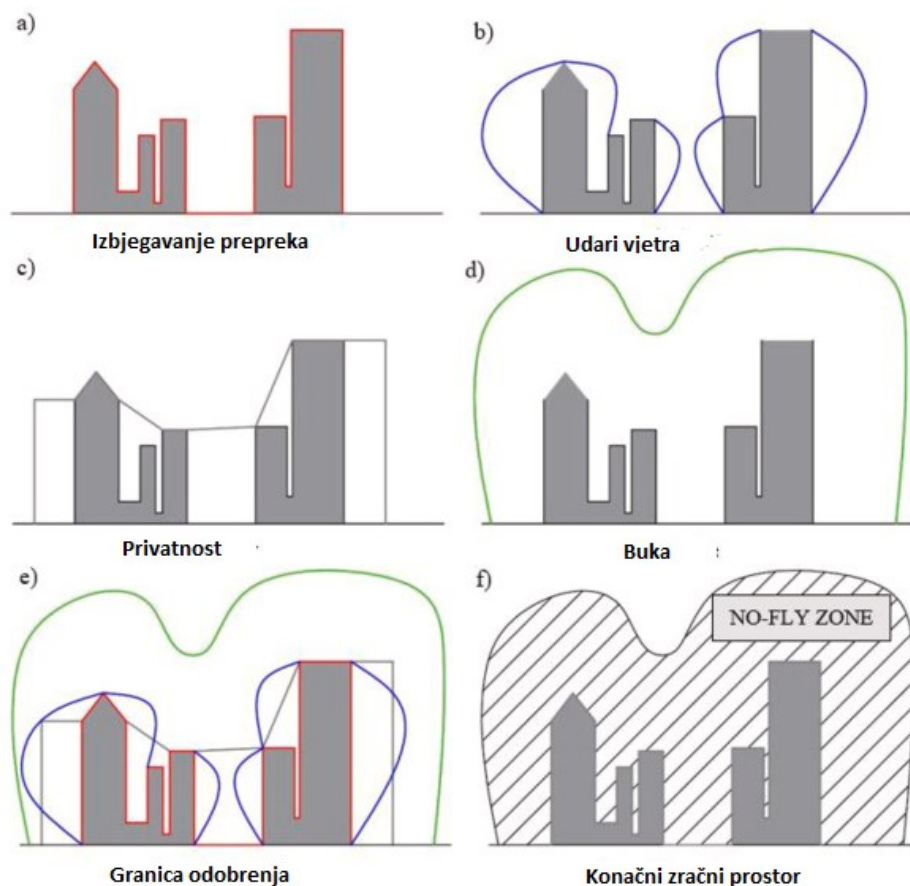 a)
b)
Izbjegavanje prepreka
Udari vjetra
c)
d)
Privatnost
Buka
e)
f)
NO-FLY ZONE
Granica odobrenja
Konačni zračni prostor